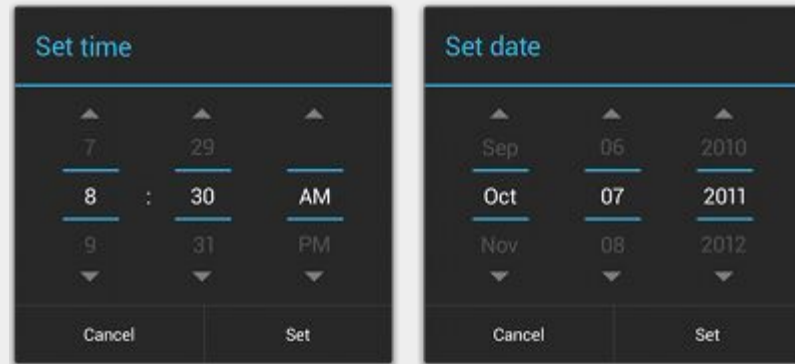 Set time
7 29
8 : 30 AM
9 31 PM
Cancel Set
Set date
Sep 06 2010
Oct 07 2011
Nov 08 2012
Cancel Set